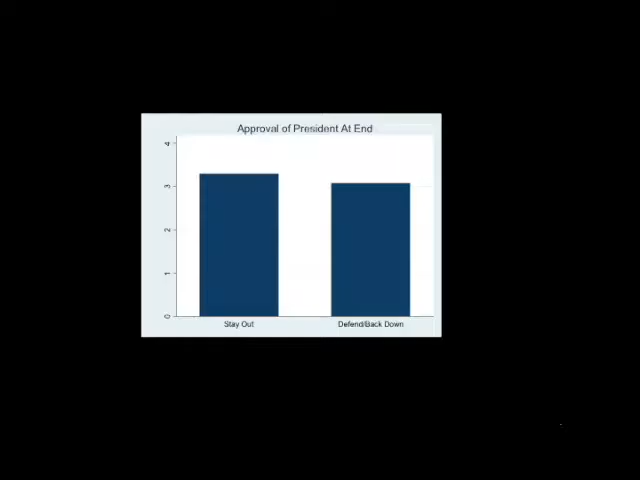 Approval of President At End
4
3
2
1
0
Stay Out
Defend/Back Down